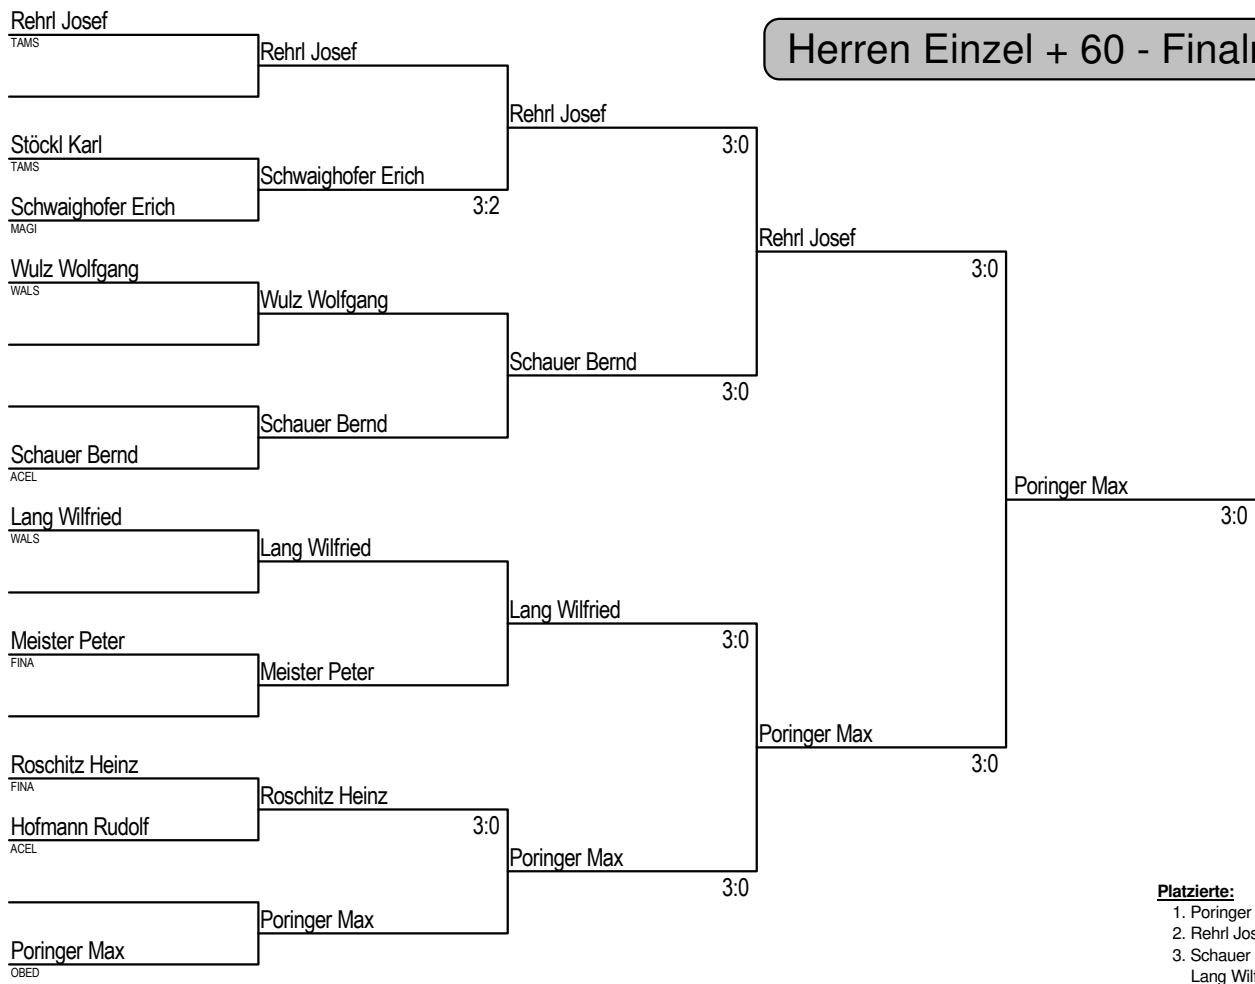 Herren Einzel + 60 -
Rehrl Josef
TAMS
Stöckl Karl
TAMS
Schwaighofer Erich
MAGI
Wulz Wolfgang
WALS
Schauer Bernd
ACEL
Lang Wilfried
WALS
Meister Peter
FINA
Roschitz Heinz
FINA
Hofmann Rudolf
ACEL
Poringer Max
OBED
Rehrl Josef
Schwaighofer Erich
3:2
Wulz Wolfgang
Schauer Bernd
Lang Wilfried
Meister Peter
Roschitz Heinz
3:0
Poringer Max
Rehrl Josef
3:0
Schauer Bernd
3:0
Lang Wilfried
3:0
Poringer Max
3:0
Rehrl Josef
3:0
Poringer Max
3:0
Poringer Max
3:0
Platzierte:
1. Poringer
2. Rehrl
3. Schauer
Lang